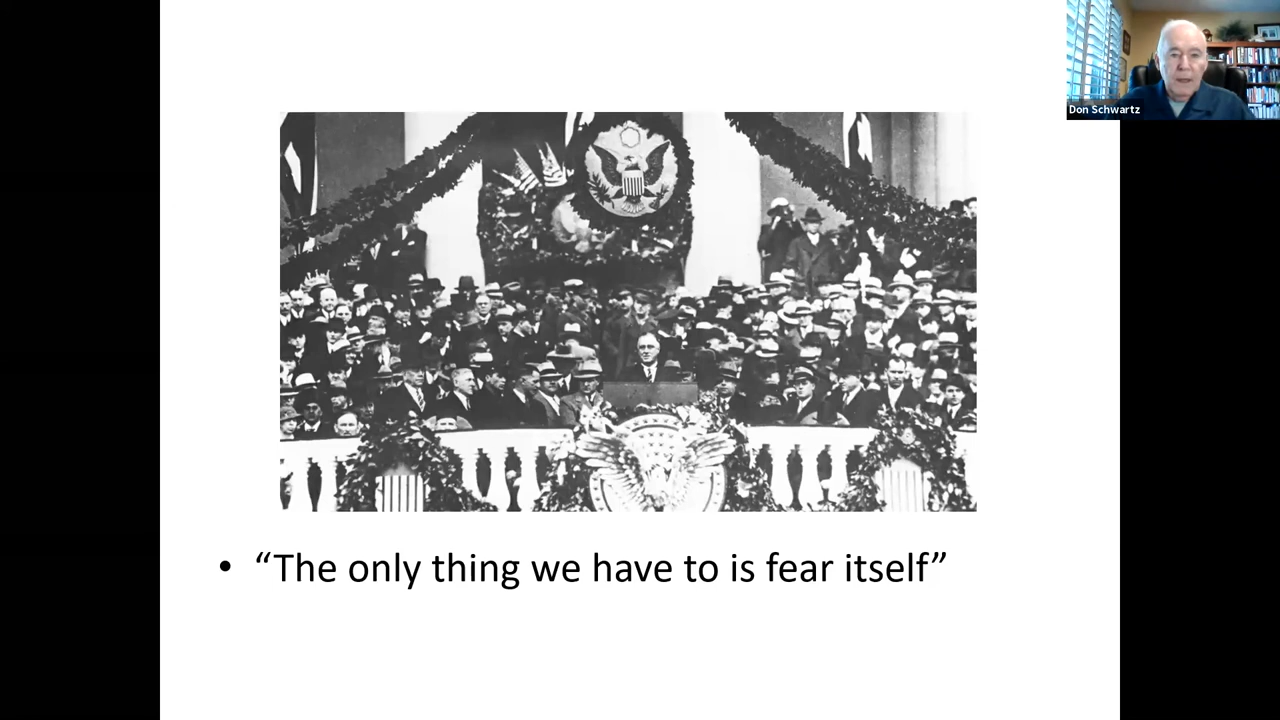 Don Schwartz
• “The only thing we have to is fear itself”